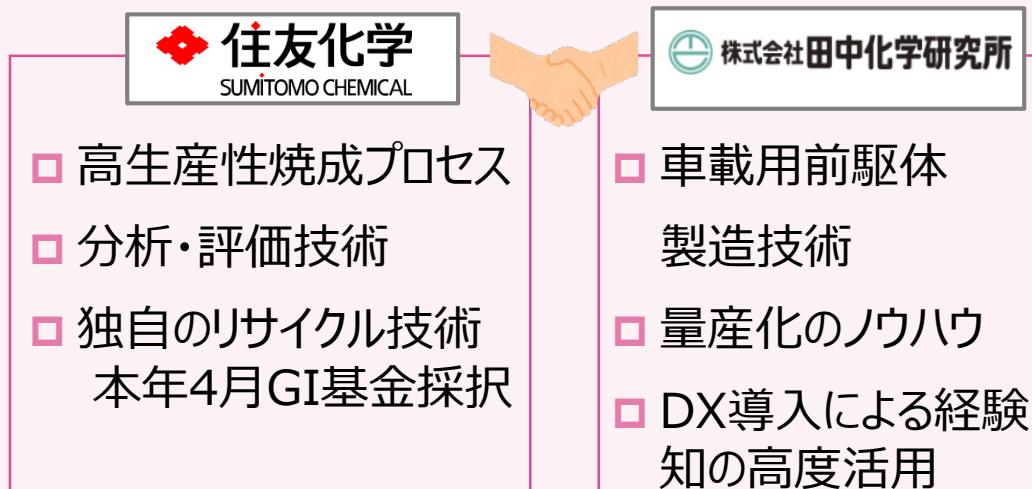 住友化学
SUMITOMO CHEMICAL
高生産性焼成プロセス
分析・評価技術
独自のリサイクル技術
本年4月GI基金採択
株式会社田中化学研究所
車載用前駆体
製造技術
量産化のノウハウ
DX導入による経験
知の高度活用